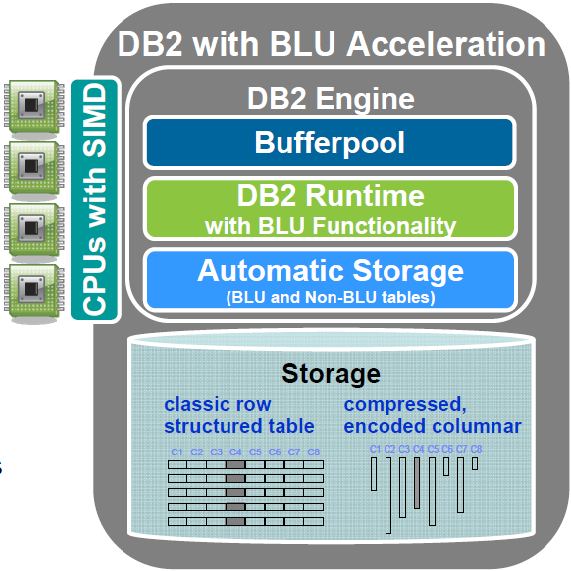 DB2 with BLU Acceleration
CPUs with SIMD
DB2 Engine
Bufferpool
DB2 Runtime
with BLU Functionality
Automatic Storage
(BLU and Non-BLU tables)
Storage
classic row
structured table
C1 C2 C3 C4 C5 C6 C7 C8
compressed,
encoded columnar
C1 C2 C3 C4 C5 C6 C7 C8
s